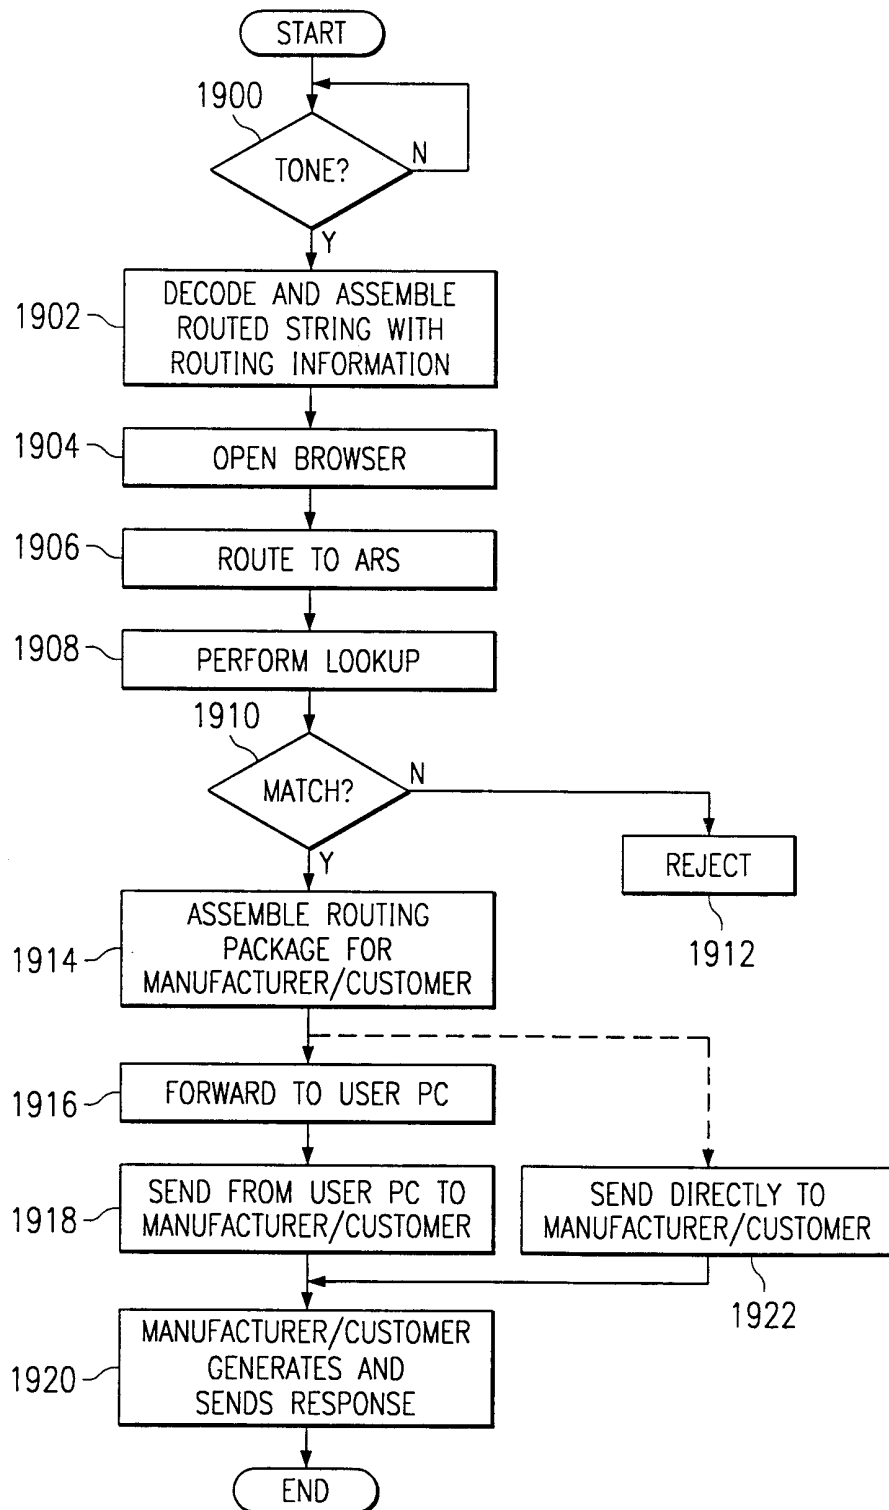 START
1900
TONE?
N
Y
1902
DECODE AND ASSEMBLE
ROUTED STRING WITH
ROUTING INFORMATION
1904
OPEN BROWSER
1906
ROUTE TO ARS
1908
PERFORM LOOKUP
1910
MATCH?
N
Y
REJECT
1912
1914
ASSEMBLE ROUTING
PACKAGE FOR
MANUFACTURER/CUSTOMER
1916
FORWARD TO USER PC
1918
SEND FROM USER PC TO
MANUFACTURER/CUSTOMER
SEND DIRECTLY TO
MANUFACTURER/CUSTOMER
1922
1920
MANUFACTURER/CUSTOMER
GENERATES AND
SENDS RESPONSE
END